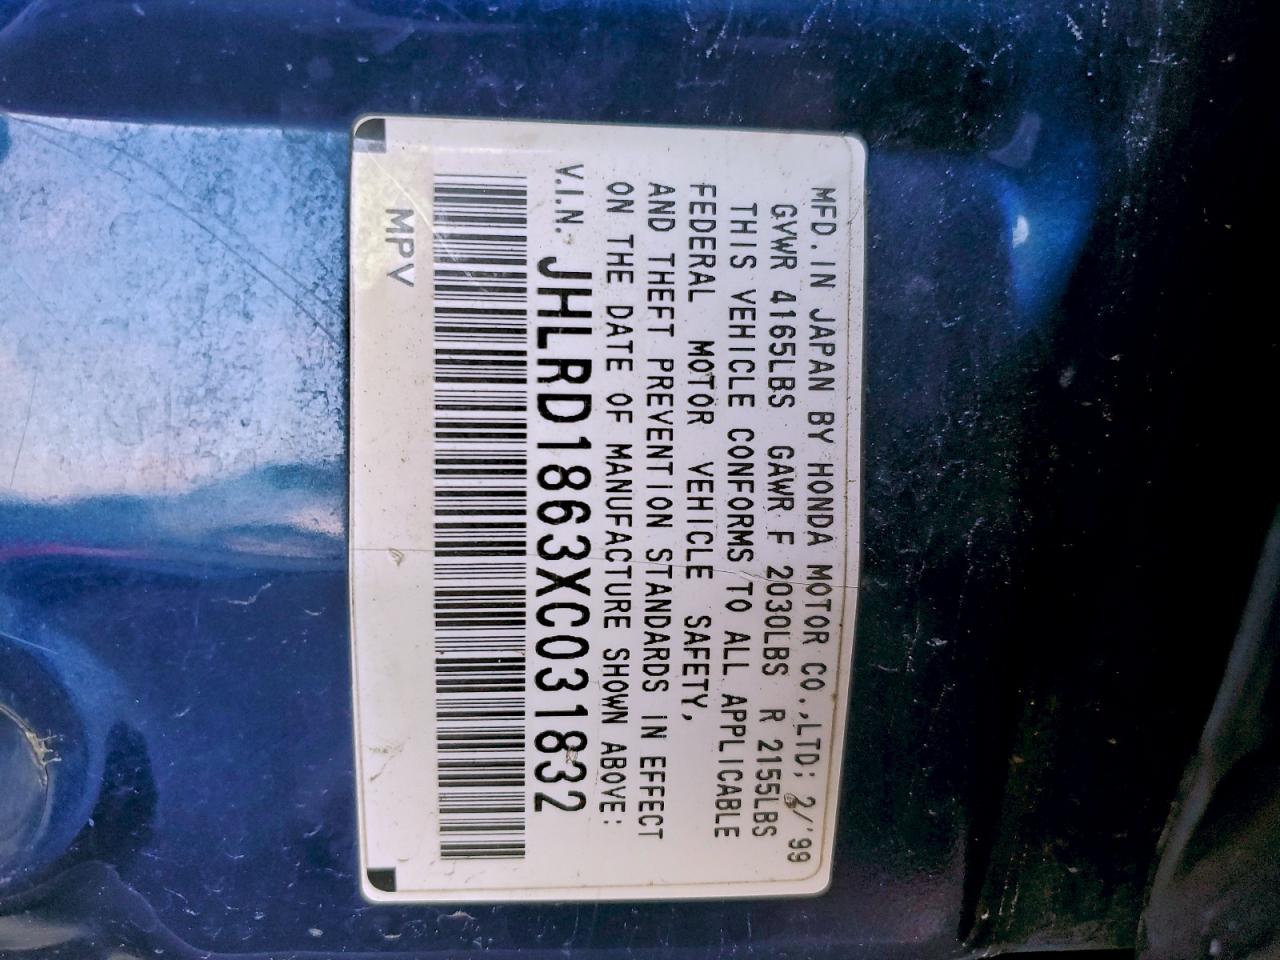 MFD.IN JAPAN BY HONDA MOTOR CO.,LTD; 2/'99
GVWR 4165LBS GAWR F 2030LBS R 2155LBS
THIS VEHICLE CONFORMS TO ALL APPLICABLE
FEDERAL MOTOR VEHICLE SAFETY,
AND THEFT PREVENTION STANDARDS IN EFFECT
ON THE DATE OF MANUFACTURE SHOWN ABOVE:
V.I.N. JHLRD1863XC031832
MPV